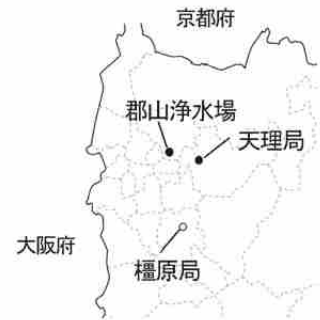 京都府
郡山浄水場
天理局
大阪府
橿原局